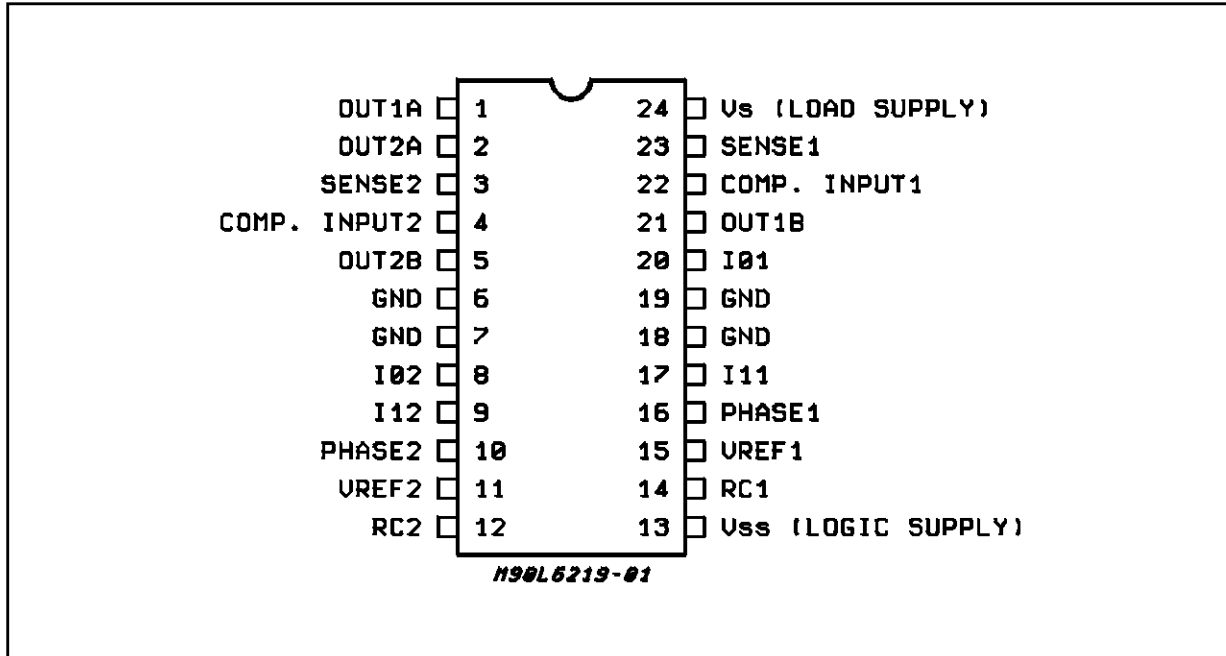 OUT1A 1 24 Vs (LOAD SUPPLY)
OUT2A 2 23 SENSE1
SENSE2 3 22 COMP. INPUT1
COMP. INPUT2 4 21 OUT1B
OUT2B 5 20 I01
GND 6 19 GND
GND 7 18 GND
I02 8 17 I11
I12 9 16 PHASE1
PHASE2 10 15 VREF1
VREF2 11 14 RC1
RC2 12 13 Vss (LOGIC SUPPLY)
M90L6219-01